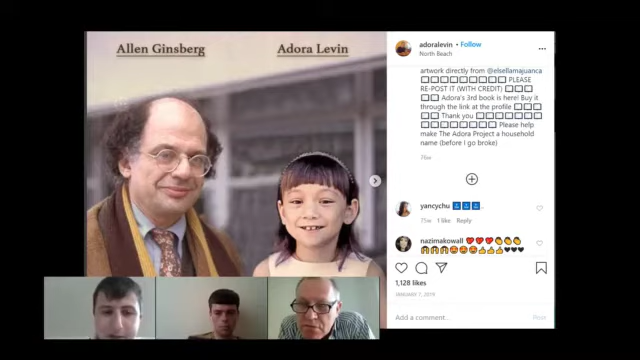 Allen Ginsberg
Adora Levin
adoralevin • Follow
North Beach
artwork directly from @elsellamajuanca
PLEASE
RE-POST IT (WITH CREDIT)
Adora's 3rd book is here! Buy it
through the link at the profile
Thank you
Please help
make The Adora Project a household
name (before I go broke)
76w
yancychu
75w 1 like Reply
nazimakowall
1,128 likes
JANUARY 7, 2019
Add a comment...
Post